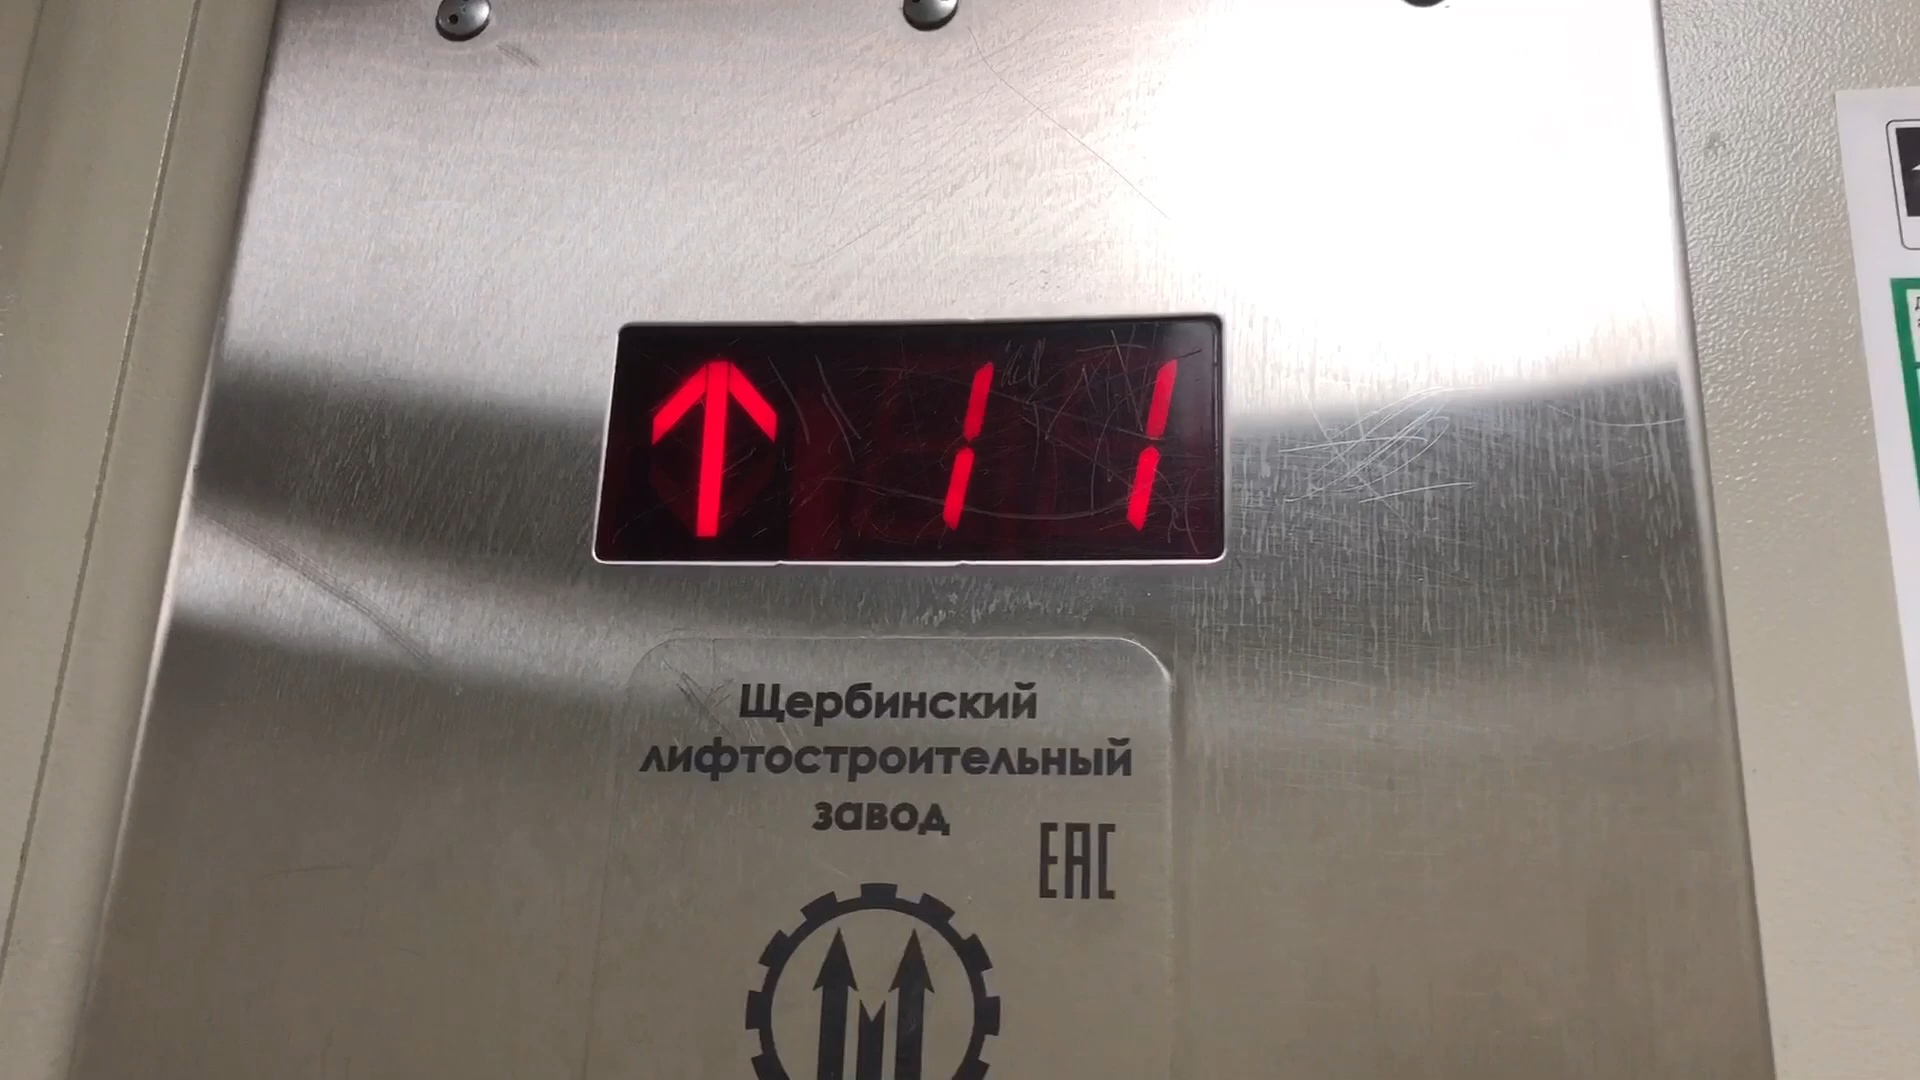 ↑ 11
Щербинский
лифтостроительный
завод
EAC